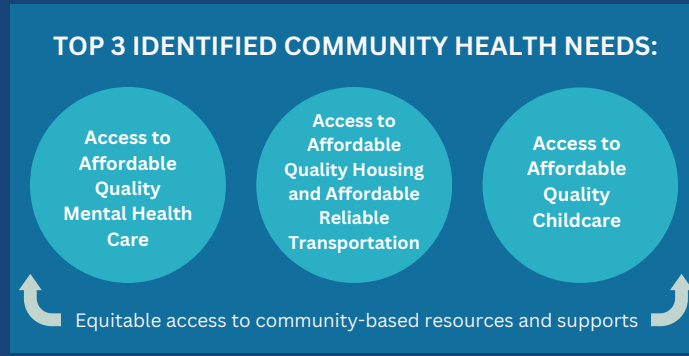 TOP 3 IDENTIFIED COMMUNITY HEALTH NEEDS:
Access to
Affordable
Quality
Mental Health
Care
Access to
Affordable
Quality Housing
and Affordable
Reliable
Transportation
Access to
Affordable
Quality
Childcare
Equitable access to community-based resources and supports